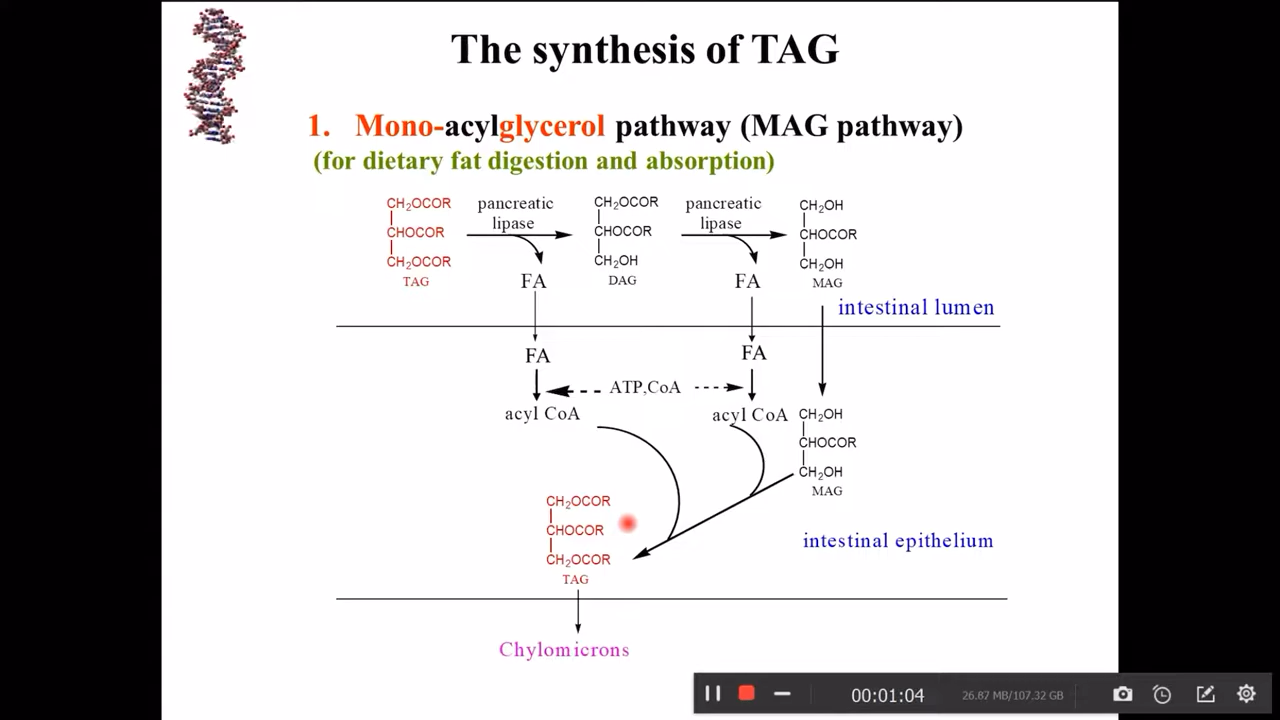 The synthesis of TAG
1. Mono-acylglycerol pathway (MAG pathway)
(for dietary fat digestion and absorption)
CH₂OCOR
CHOCOR
CH₂OCOR
TAG
pancreatic
lipase
FA
CH₂OCOR
CHOCOR
CH₂OH
DAG
pancreatic
lipase
FA
CH₂OH
CHOCOR
CH₂OH
MAG
intestinal lumen
FA
FA
ATP,CoA
acyl CoA
acyl CoA
CH₂OH
CHOCOR
CH₂OH
MAG
CH₂OCOR
CHOCOR
CH₂OCOR
TAG
intestinal epithelium
Chylomicrons
00:01:04
26.87 MB/107.32 GB